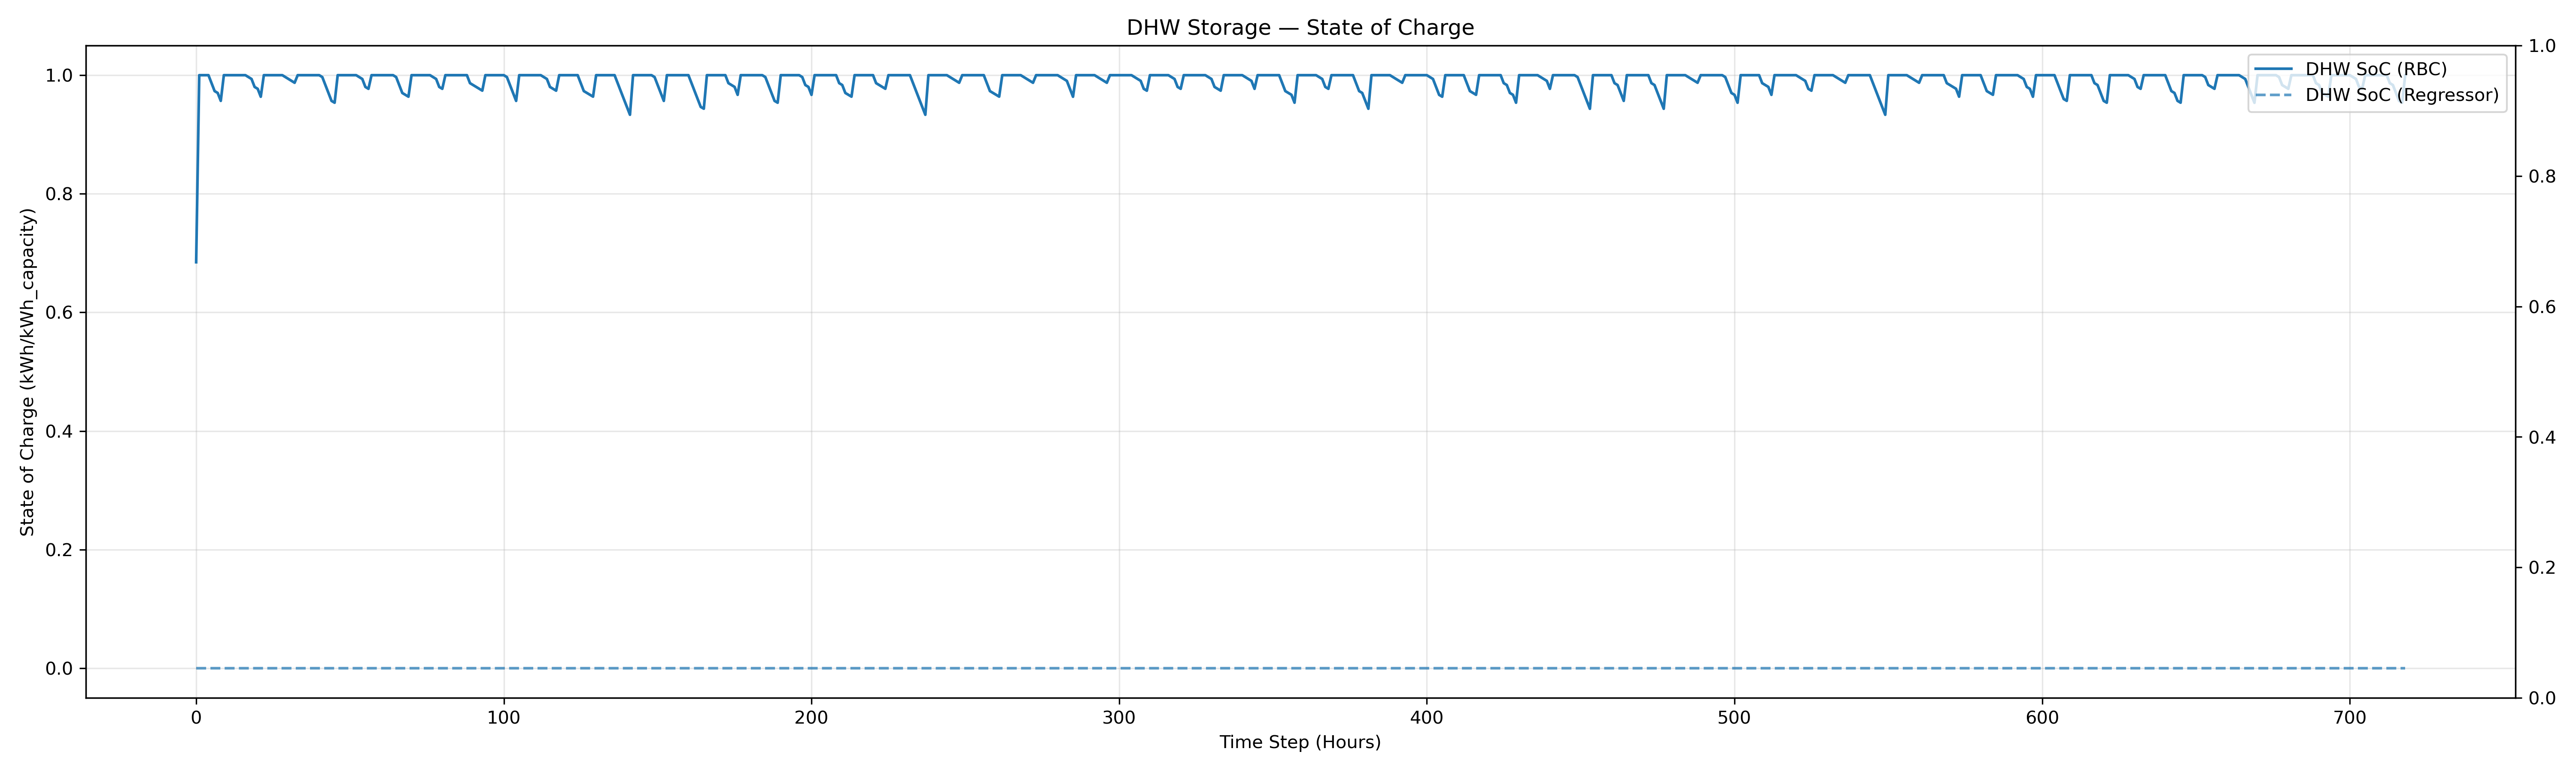 DHW Storage — State of Charge
State of Charge (kWh/kWh_capacity)
1.0
0.8
0.6
0.4
0.2
0.0
DHW SoC (RBC)
DHW SoC (Regressor)
1.0
0.8
0.6
0.4
0.2
0.0
0 100 200 300 400 500 600 700
Time Step (Hours)